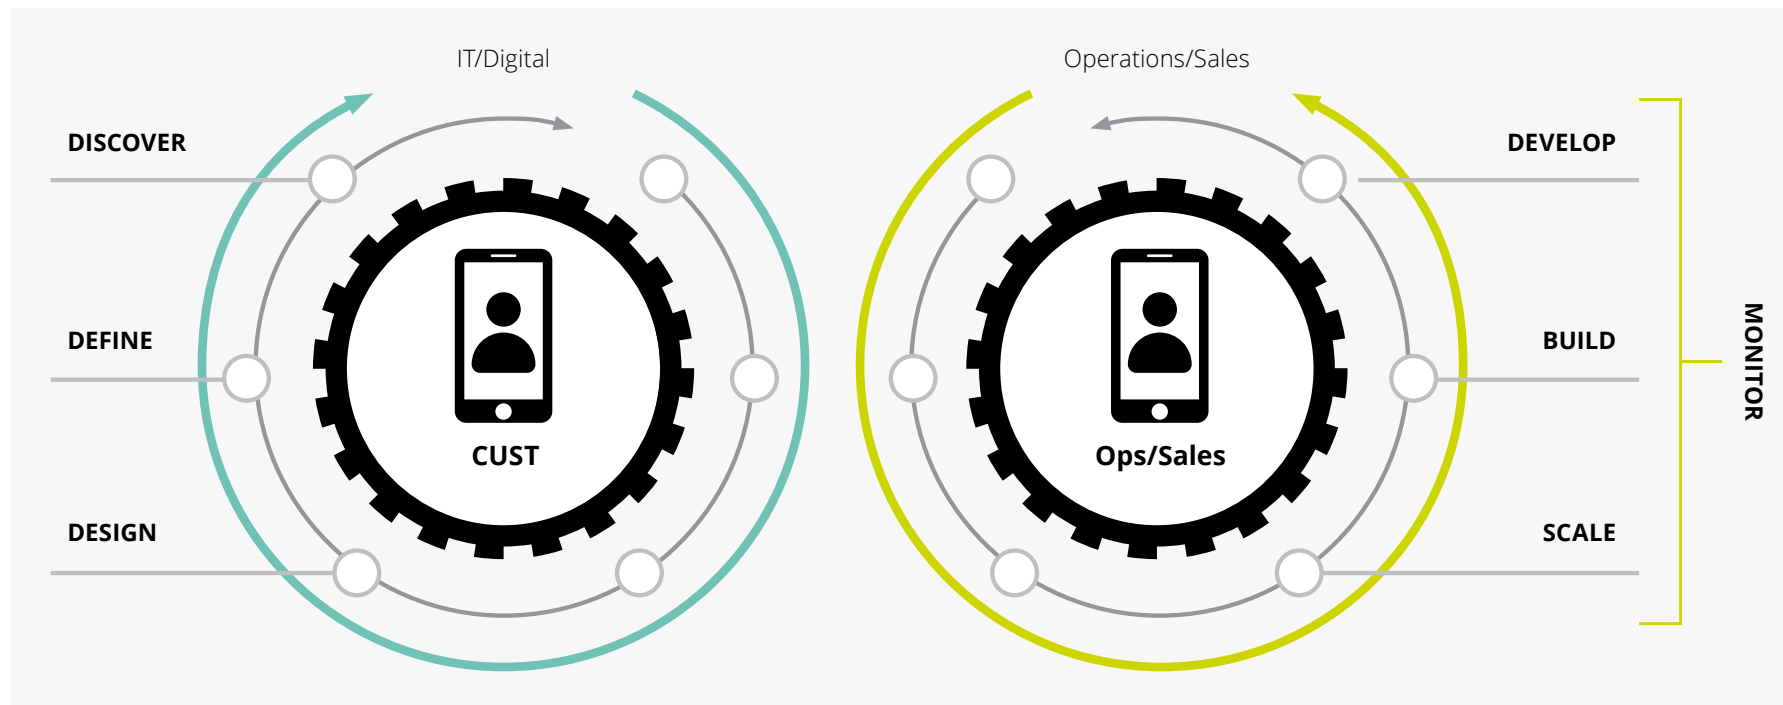 IT/Digital
Operations/Sales
DISCOVER
DEFINE
DESIGN
CUST
Ops/Sales
DEVELOP
BUILD
SCALE
MONITOR